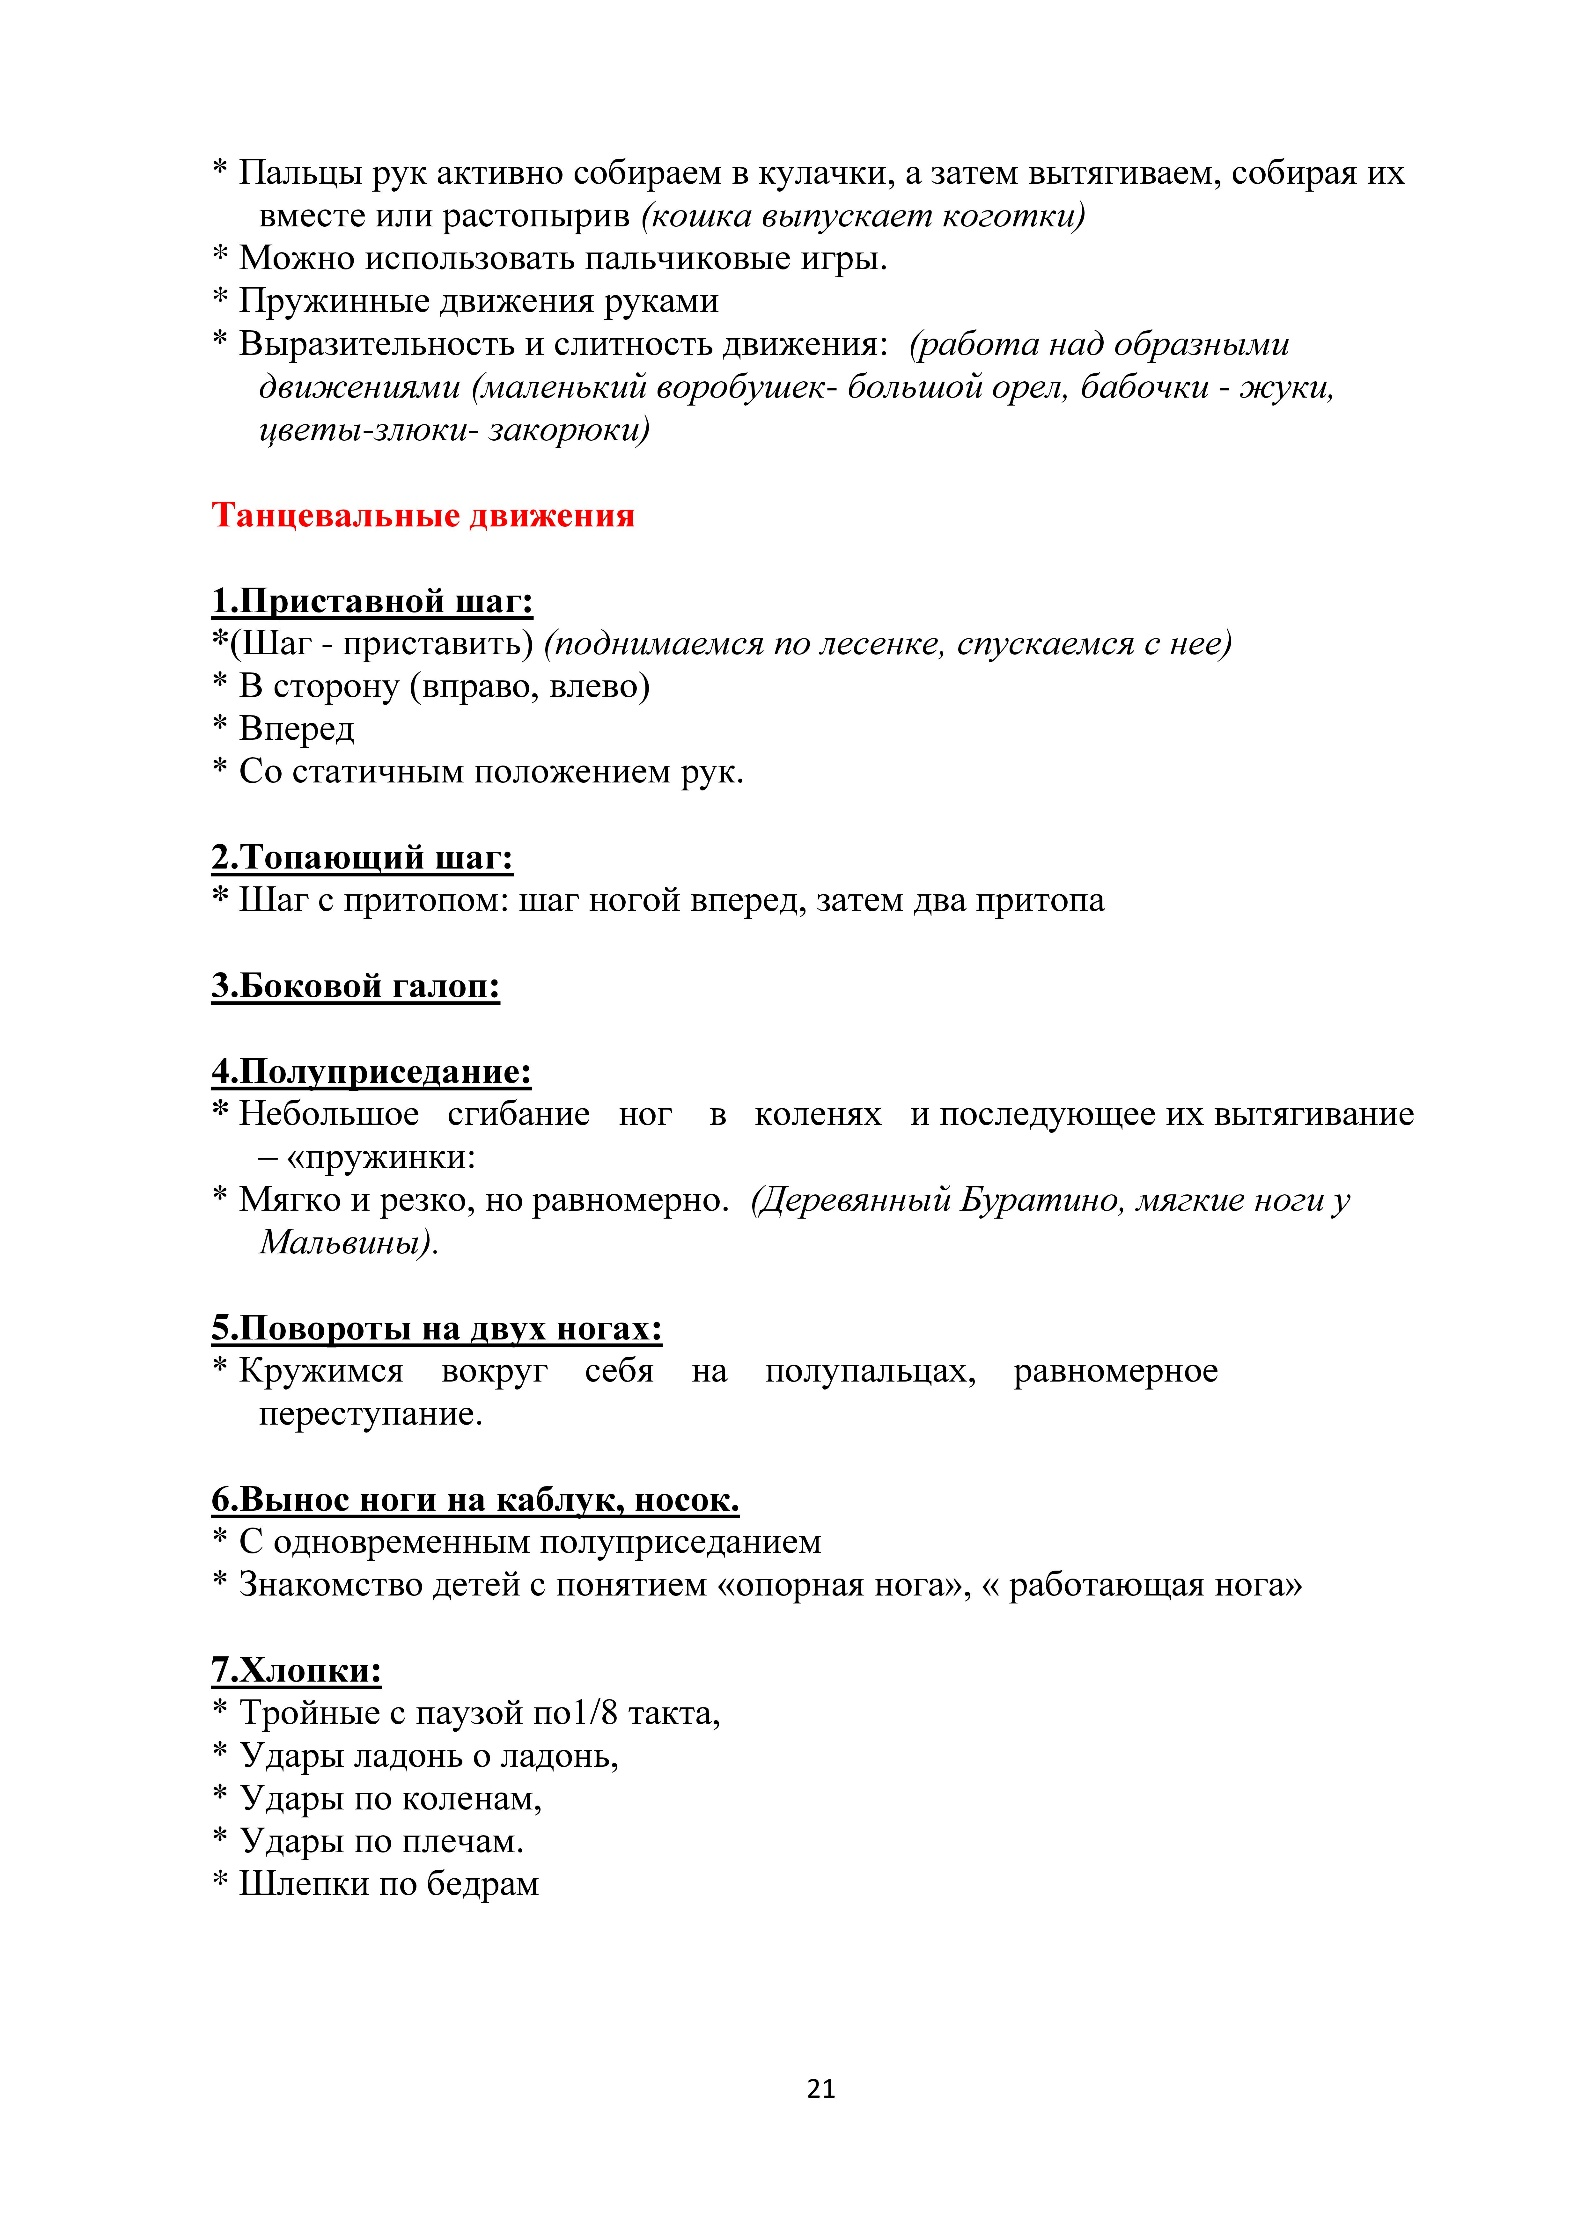 * Пальцы рук активно собираем в кулачки, а затем вытягиваем, собирая их
вместе или растопырив (кошка выпускает коготки)
* Можно использовать пальчиковые игры.
* Пружинные движения руками
* Выразительность и слитность движения: (работа над образными
движениями (маленький воробушек- большой орел, бабочки - жуки,
цветы-злюки- закорюки)
Танцевальные движения
1.Приставной шаг:
*(Шаг - приставить) (поднимаемся по лесенке, спускаемся с нее)
* В сторону (вправо, влево)
* Вперед
* Со статичным положением рук.
2.Топающий шаг:
* Шаг с притопом: шаг ногой вперед, затем два притопа
3.Боковой галоп:
4.Полуприседание:
* Небольшое сгибание ног в коленях и последующее их вытягивание
– «пружинки:
* Мягко и резко, но равномерно. (Деревянный Буратино, мягкие ноги у
Мальвины).
5.Повороты на двух ногах:
* Кружимся вокруг себя на полупальцах, равномерное
переступание.
6.Вынос ноги на каблук, носок.
* С одновременным полуприседанием
* Знакомство детей с понятием «опорная нога», « работающая нога»
7.Хлопки:
* Тройные с паузой по1/8 такта,
* Удары ладонь о ладонь,
* Удары по коленам,
* Удары по плечам.
* Шлепки по бедрам
21